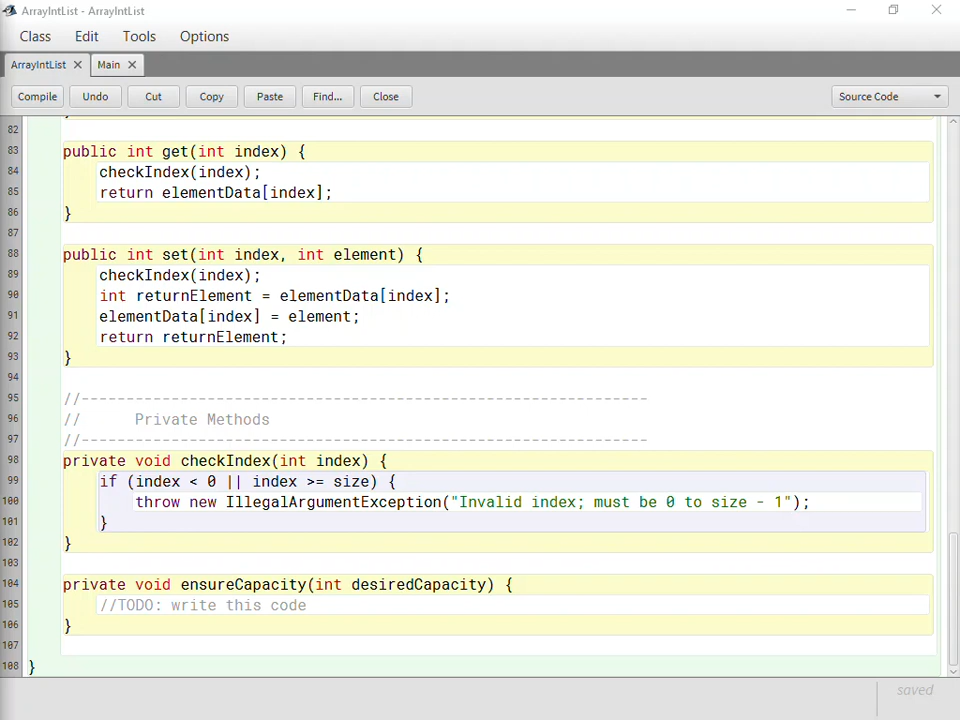 ArrayIntList - ArrayIntList
Class Edit Tools Options
ArrayIntList Main
Compile Undo Cut Copy Paste Find... Close Source Code
82
83 public int get(int index) {
84 checkIndex(index);
85 return elementData[index];
86 }
87
88 public int set(int index, int element) {
89 checkIndex(index);
90 int returnElement = elementData[index];
91 elementData[index] = element;
92 return returnElement;
93 }
94
95 //---------------------------------------------------------------
96 // Private Methods
97 //---------------------------------------------------------------
98 private void checkIndex(int index) {
99 if (index < 0 || index >= size) {
100 throw new IllegalArgumentException("Invalid index; must be 0 to size - 1");
101 }
102 }
103
104 private void ensureCapacity(int desiredCapacity) {
105 //TODO: write this code
106 }
107
108 }
saved